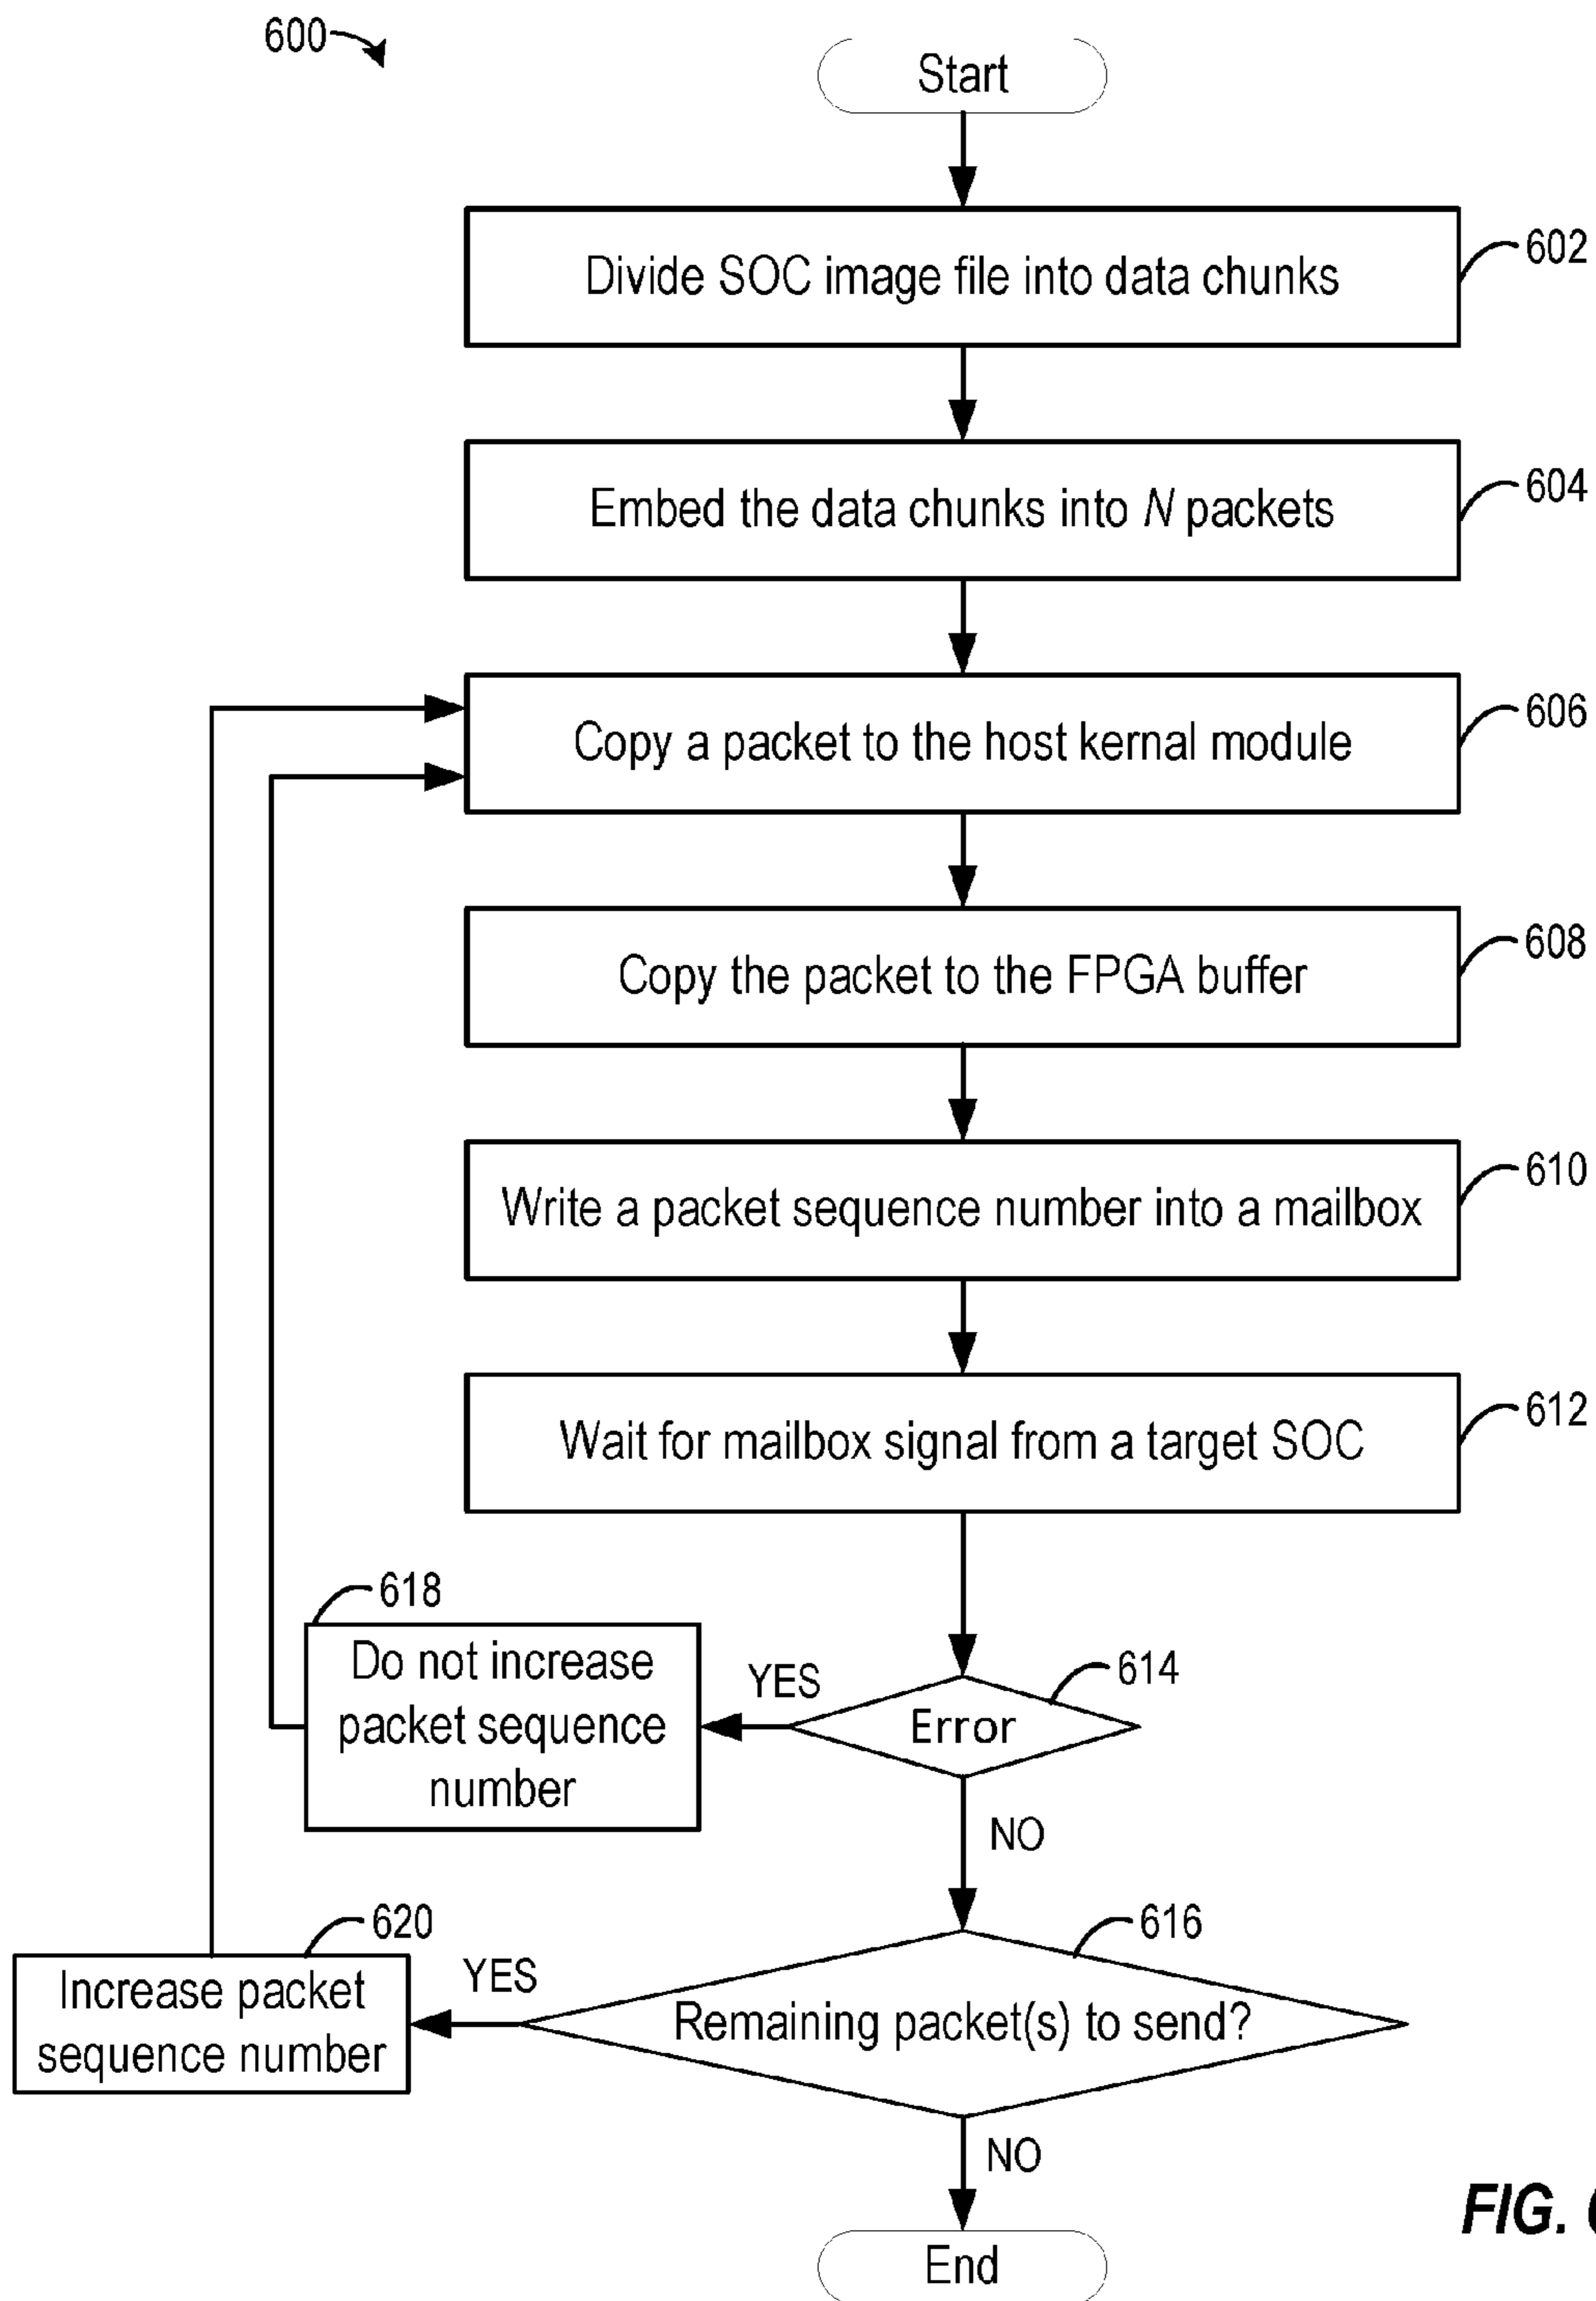 600
Start
Divide SOC image file into data chunks
602
Embed the data chunks into N packets
604
Copy a packet to the host kernal module
606
Copy the packet to the FPGA buffer
608
Write a packet sequence number into a mailbox
610
Wait for mailbox signal from a target SOC
612
618
Do not increase
packet sequence
number
YES
Error
614
NO
620
Increase packet
sequence number
YES
616
Remaining packet(s) to send?
NO
FIG.
End